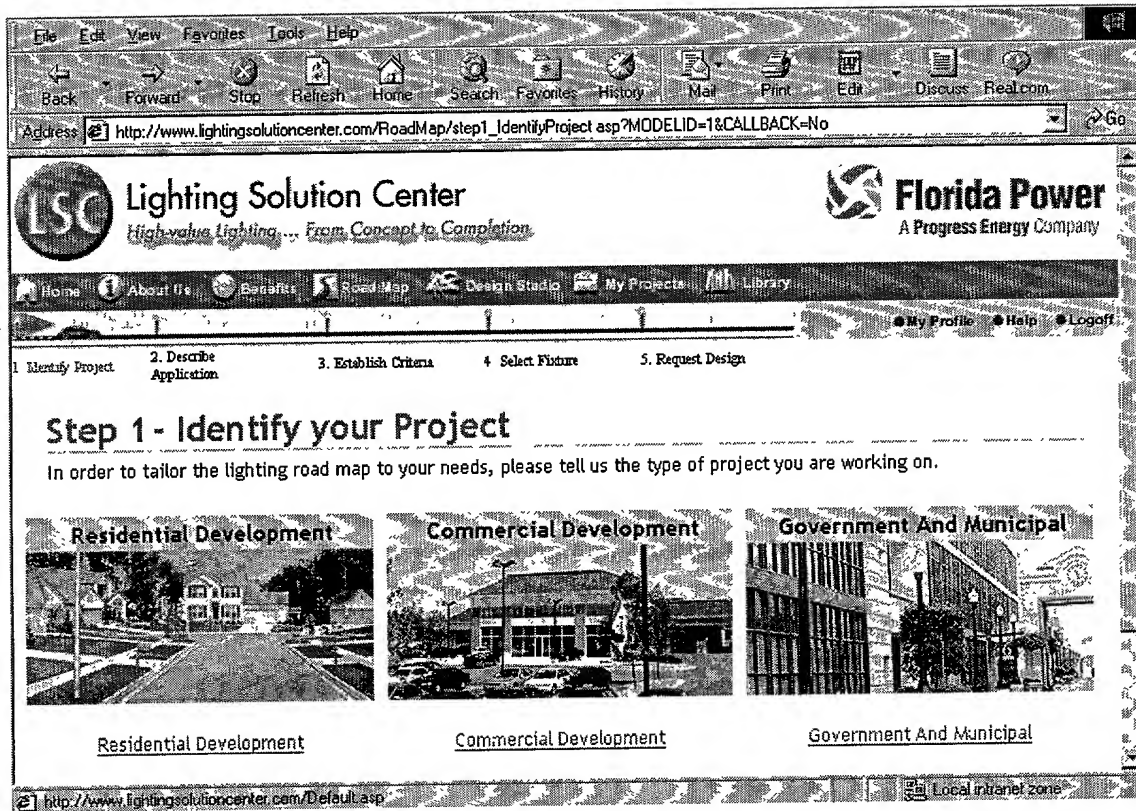 File Edit View Favorites Tools Help
Back Forward Stop Refresh Home Search Favorites History Mail Print Edit Discuss Real.com
Address http://www.lightingsolutioncenter.com/RoadMap/step1_IdentifyProject asp?MODELID=1&CALLBACK=No Go
LSC Lighting Solution Center
High-value Lighting ... From Concept to Completion
Florida Power
A Progress Energy Company
Home About Us Benefits Road Map Design Studio My Projects Library
My Profile Help Logoff
1 Identify Project 2. Describe Application 3. Establish Criteria 4 Select Fixture 5. Request Design
Step 1 - Identify your Project
In order to tailor the lighting road map to your needs, please tell us the type of project you are working on.
Residential Development Commercial Development Government And Municipal
Residential Development Commercial Development Government And Municipal
http://www.lightingsolutioncenter.com/Default.asp Local intranet zone